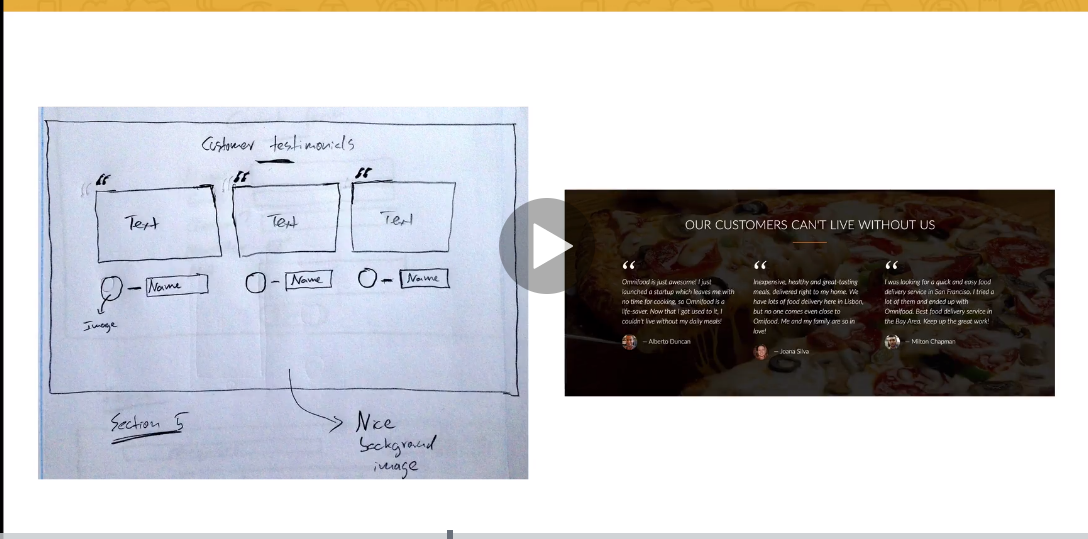 Customer testimonials
“ “ “
Text Text Text
– Name – Name – Name
Image
Section 5
Nice
background
image
OUR CUSTOMERS CAN'T LIVE WITHOUT US
“
Omnifood is just awesome! I just
launched a startup which leaves me with
no time for cooking, so Omnifood is a
life-saver. Now that I got used to it, I
couldn't live without my daily meals!
— Alberto Duncan
“
Inexpensive, healthy and great-tasting
meals, delivered right to my home. We
have lots of food delivery here in Lisbon,
but no one comes even close to
Omifood. Me and my family are so in
love!
— Joana Silva
“
I was looking for a quick and easy food
delivery service in San Franciso. I tried a
lot of them and ended up with
Omnifood. Best food delivery service in
the Bay Area. Keep up the great work!
— Milton Chapman